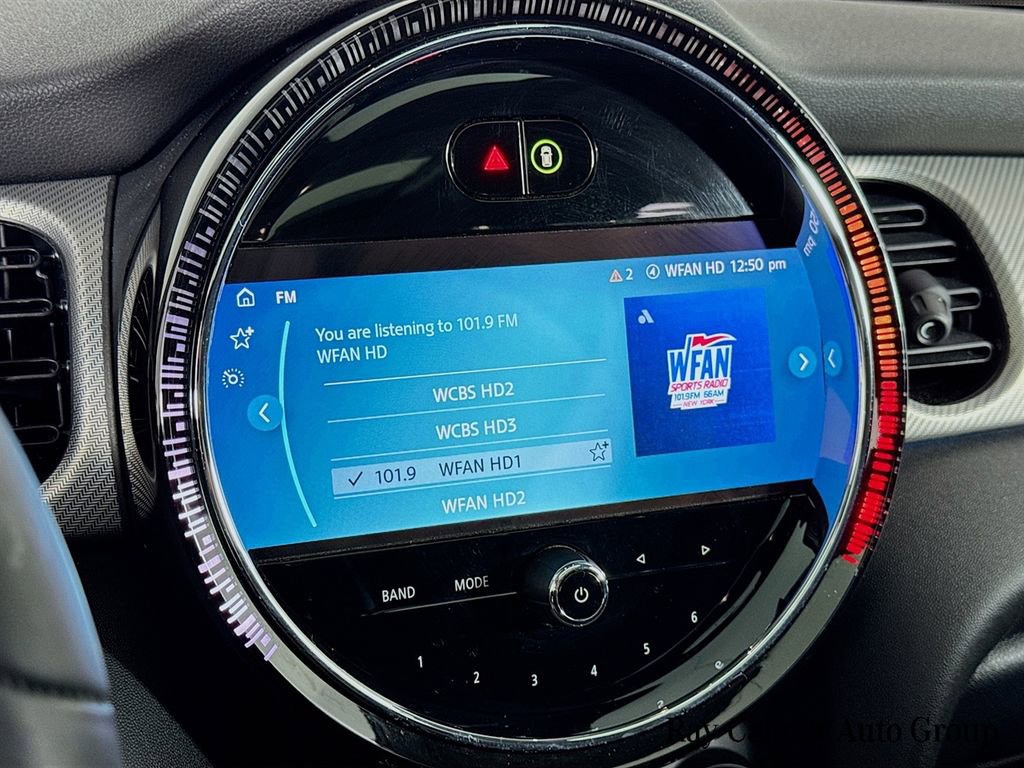 2 WFAN HD 12:50 pm
FM
You are listening to 101.9 FM
WFAN HD
WCBS HD2
WCBS HD3
101.9 WFAN HD1
WFAN HD2
WFAN
SPORTS RADIO
101.9FM 66AM
NEW YORK
BAND MODE
1 2 3 4 5 6
Auto Group